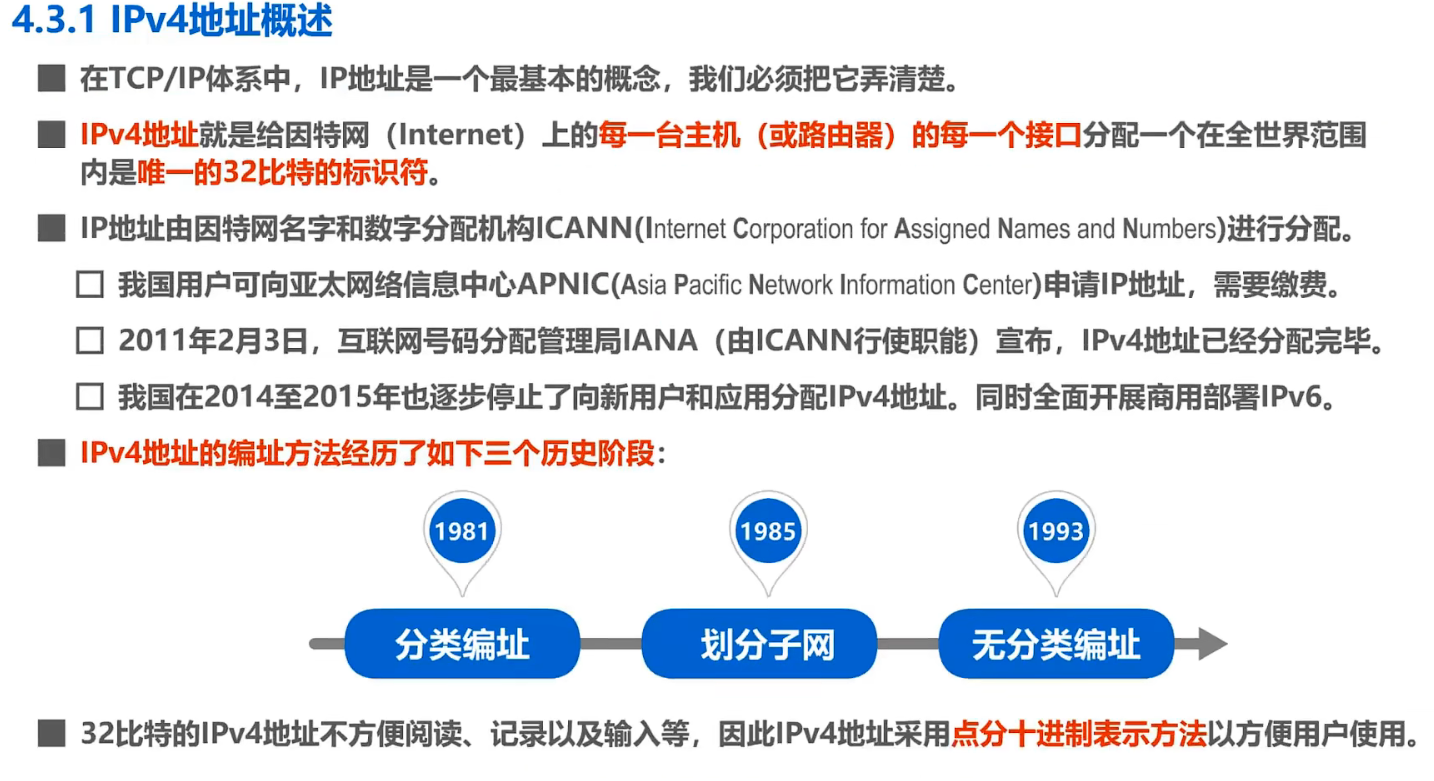 4.3.1 IPv4地址概述
在TCP/IP体系中，IP地址是一个最基本的概念，我们必须把它弄清楚。
IPv4地址就是给因特网（Internet）上的每一台主机（或路由器）的每一个接口分配一个在全世界范围
内是唯一的32比特的标识符。
IP地址由因特网名字和数字分配机构ICANN(Internet Corporation for Assigned Names and Numbers)进行分配。
我国用户可向亚太网络信息中心APNIC(Asia Pacific Network Information Center)申请IP地址，需要缴费。
2011年2月3日，互联网号码分配管理局IANA（由ICANN行使职能）宣布，IPv4地址已经分配完毕。
我国在2014至2015年也逐步停止了向新用户和应用分配IPv4地址。同时全面开展商用部署IPv6。
IPv4地址的编址方法经历了如下三个历史阶段：
1981 1985 1993
分类编址 划分子网 无分类编址
32比特的IPv4地址不方便阅读、记录以及输入等，因此IPv4地址采用点分十进制表示方法以方便用户使用。